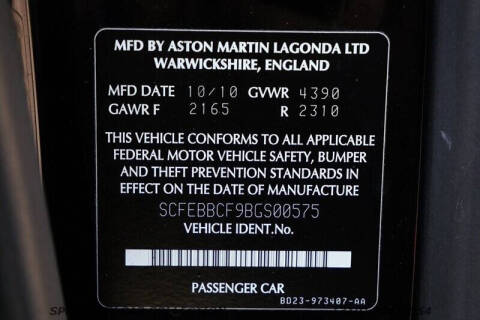 MFD BY ASTON MARTIN LAGONDA LTD
WARWICKSHIRE, ENGLAND
MFD DATE 10/10 GVWR 4390
GAWR F 2165 R 2310
THIS VEHICLE CONFORMS TO ALL APPLICABLE
FEDERAL MOTOR VEHICLE SAFETY, BUMPER
AND THEFT PREVENTION STANDARDS IN
EFFECT ON THE DATE OF MANUFACTURE
SCFEBBCF9BGS00575
VEHICLE IDENT.No.
PASSENGER CAR
BD23-973407-AA